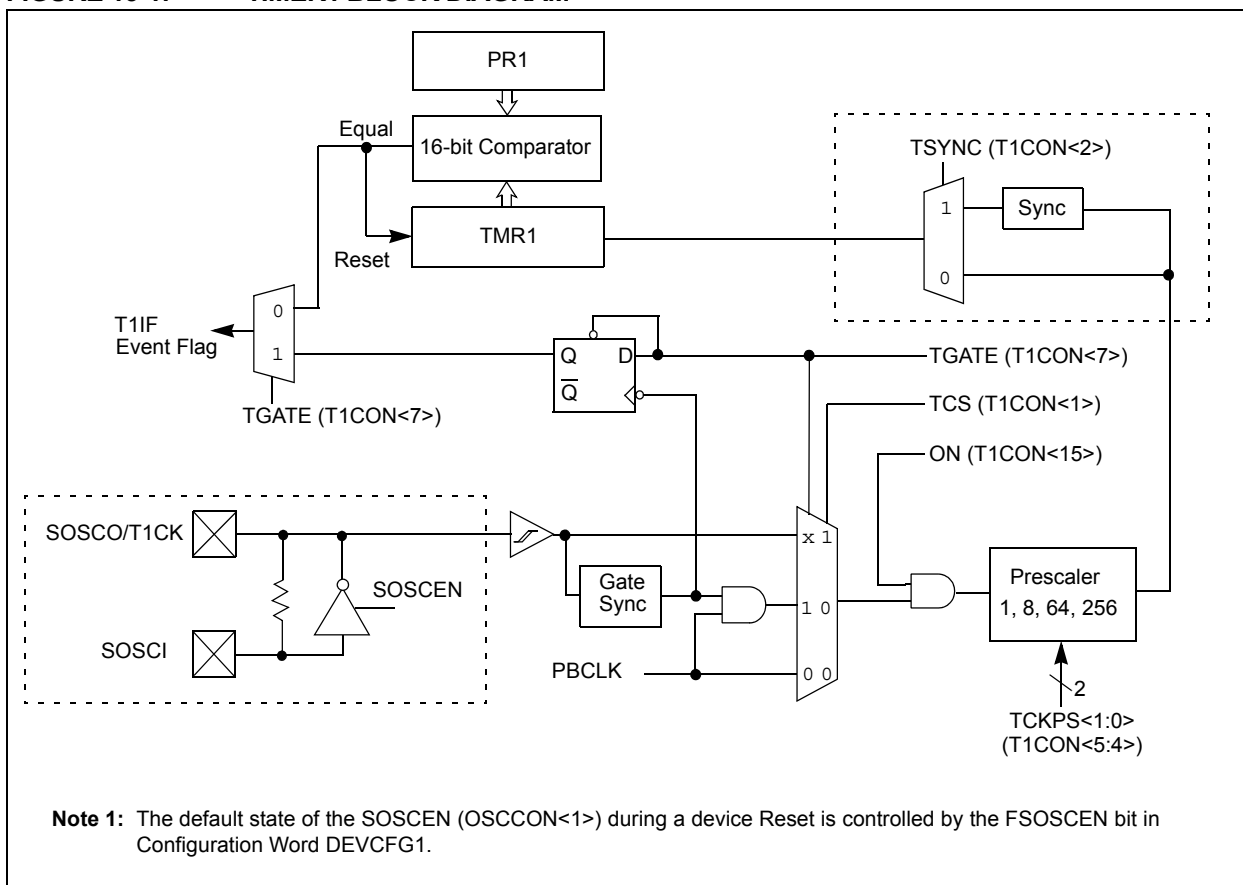 PR1
Equal
16-bit Comparator
TSYNC (T1CON<2>)
1
Sync
TMR1
Reset
0
0
T1IF
Event Flag
1
Q
D
Q
TGATE (T1CON<7>)
TGATE (T1CON<7>)
TCS (T1CON<1>)
ON (T1CON<15>)
SOSCO/T1CK
SOSCEN
SOSCI
Gate
Sync
x 1
1 0
0 0
PBCLK
Prescaler
1, 8, 64, 256
2
TCKPS<1:0>
(T1CON<5:4>)
Note 1: The default state of the SOSCEN (OSCCON<1>) during a device Reset is controlled by the FSOSCEN bit in
Configuration Word DEVCFG1.